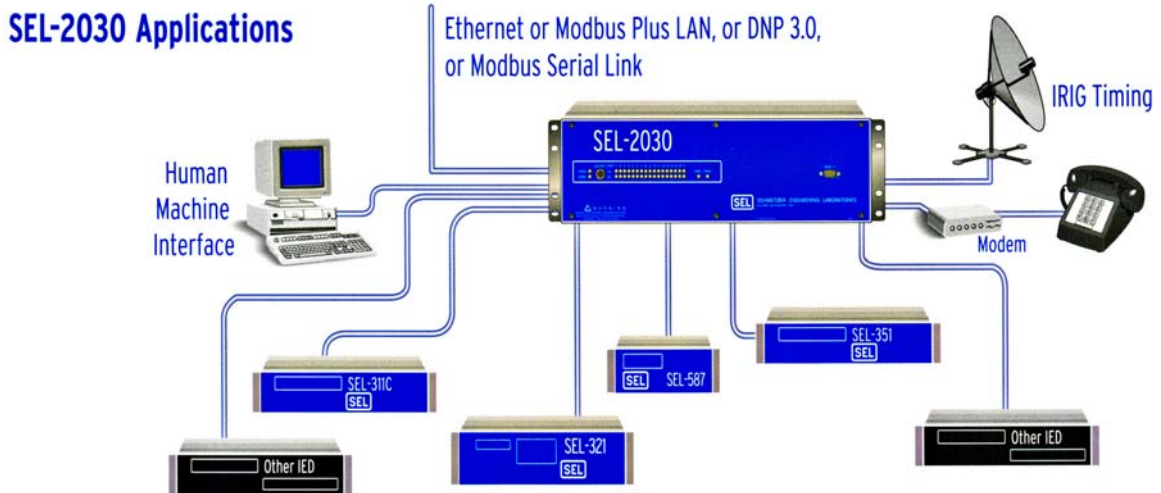 SEL-2030 Applications
Ethernet or Modbus Plus LAN, or DNP 3.0,
or Modbus Serial Link
IRIG Timing
SEL-2030
SEL SCHWEITZER ENGINEERING LABORATORIES
Human
Machine
Interface
Modem
SEL-351
SEL
SEL-311C
SEL
SEL SEL-587
SEL-321
SEL
Other IED
Other IED